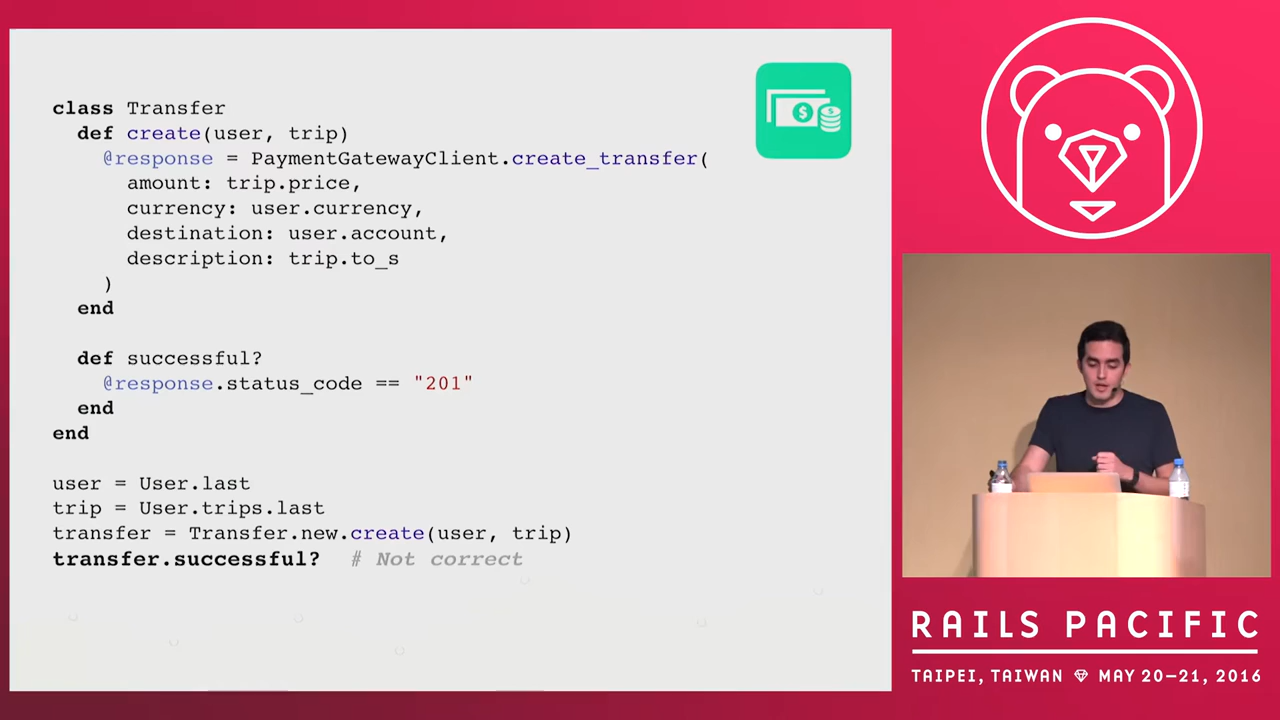 class Transfer
def create(user, trip)
@response = PaymentGatewayClient.create_transfer(
amount: trip.price,
currency: user.currency,
destination: user.account,
description: trip.to_s
)
end
def successful?
@response.status_code == "201"
end
end
user = User.last
trip = User.trips.last
transfer = Transfer.new.create(user, trip)
transfer.successful? # Not correct
RAILS PACIFIC
TAIPEI, TAIWAN MAY 20–21, 2016